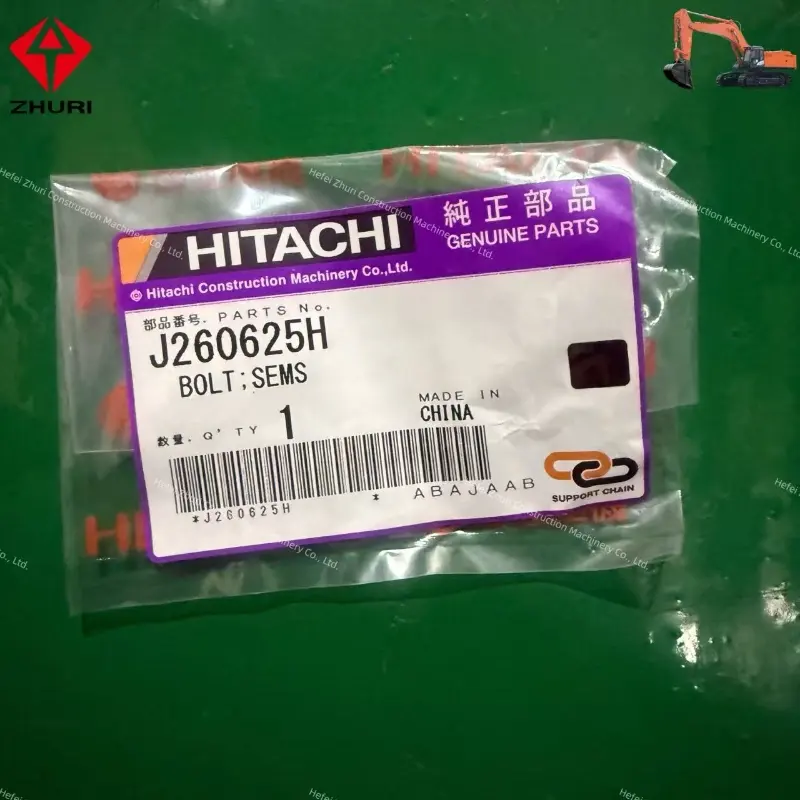 ZHURI
HITACHI
純正部品
GENUINE PARTS
Hitachi Construction Machinery Co.,Ltd.
部品番号. PARTS No.
J260625H
BOLT;SEMS
MADE IN
CHINA
数量. Q'TY 1
*J260625H *
ABAJAAB
SUPPORT CHAIN
Hefei Zhuri Construction Machinery Co., Ltd.